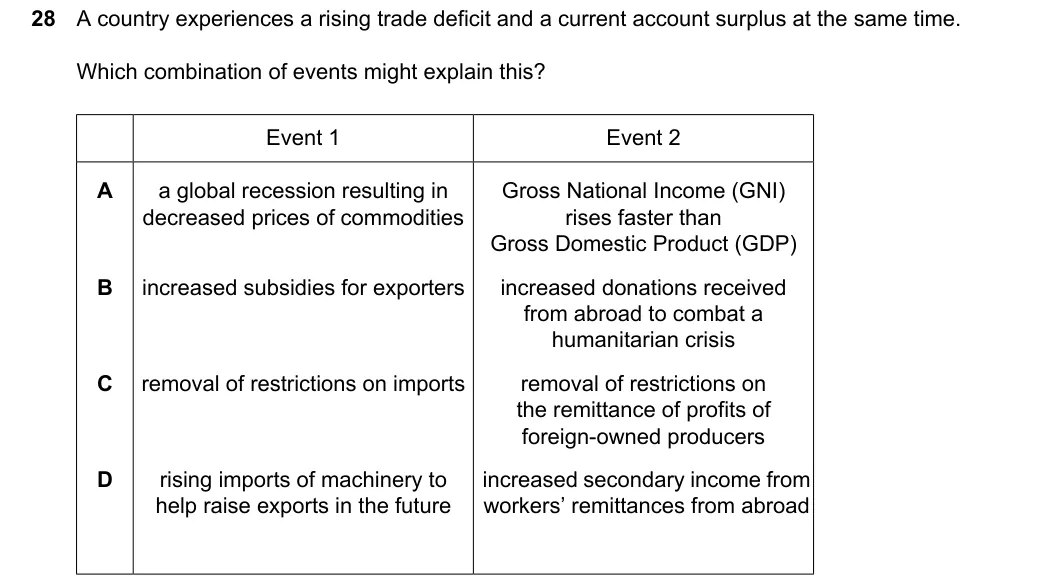 28 A country experiences a rising trade deficit and a current account surplus at the same time.
Which combination of events might explain this?
Event 1 Event 2
A a global recession resulting in decreased prices of commodities Gross National Income (GNI) rises faster than Gross Domestic Product (GDP)
B increased subsidies for exporters increased donations received from abroad to combat a humanitarian crisis
C removal of restrictions on imports removal of restrictions on the remittance of profits of foreign-owned producers
D rising imports of machinery to help raise exports in the future increased secondary income from workers’ remittances from abroad